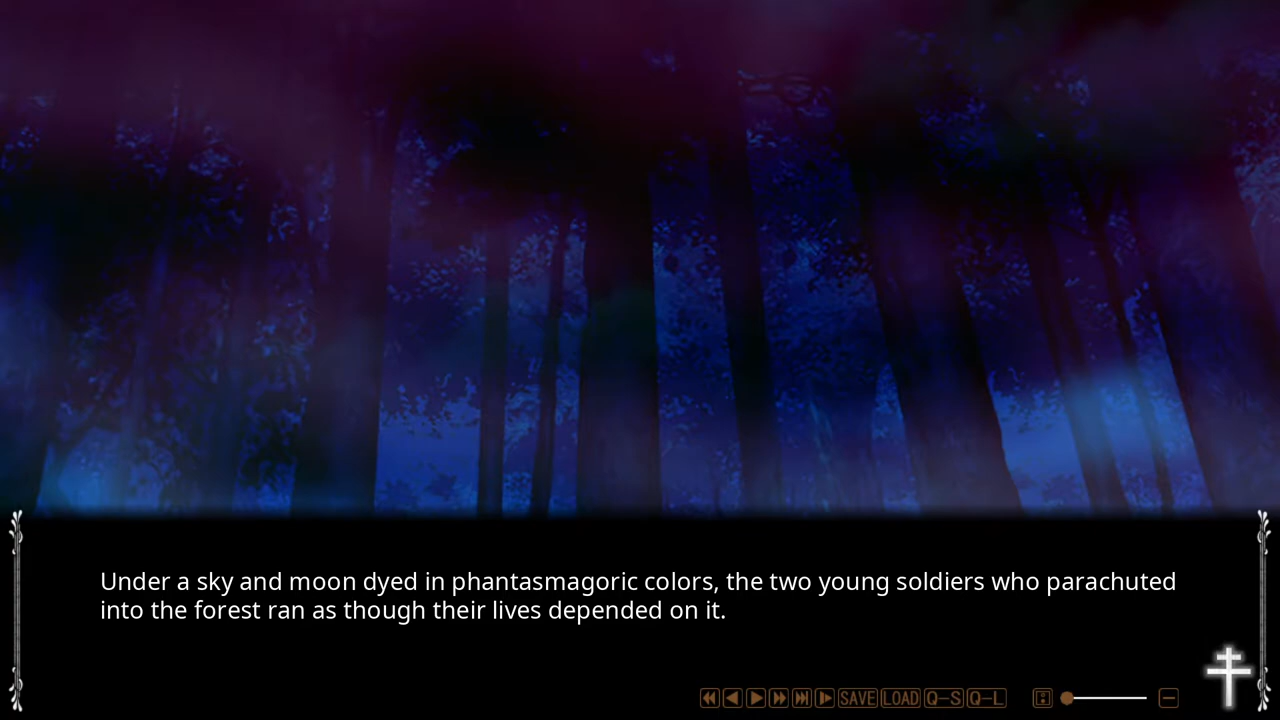 Under a sky and moon dyed in phantasmagoric colors, the two young soldiers who parachuted
into the forest ran as though their lives depended on it.
SAVE LOAD Q-S Q-L